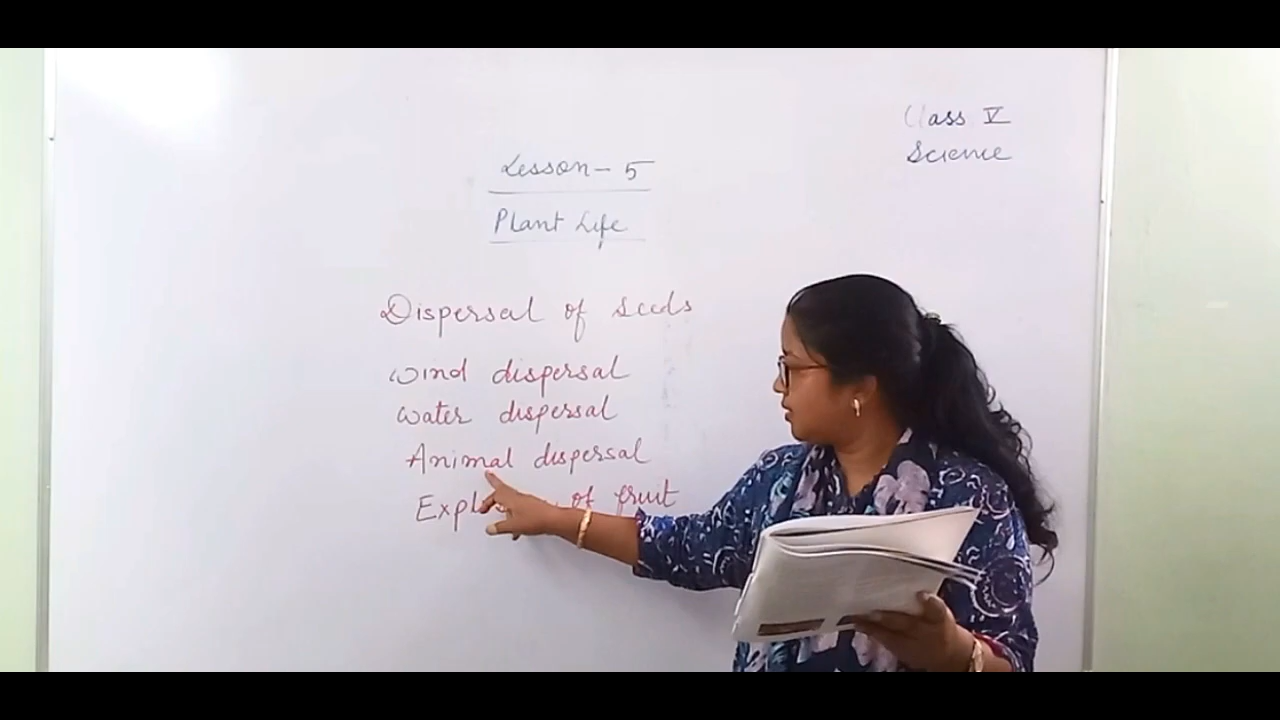 Class V
Science
Lesson - 5
Plant Life
Dispersal of seeds
Wind dispersal
Water dispersal
Animal dispersal
of fruit